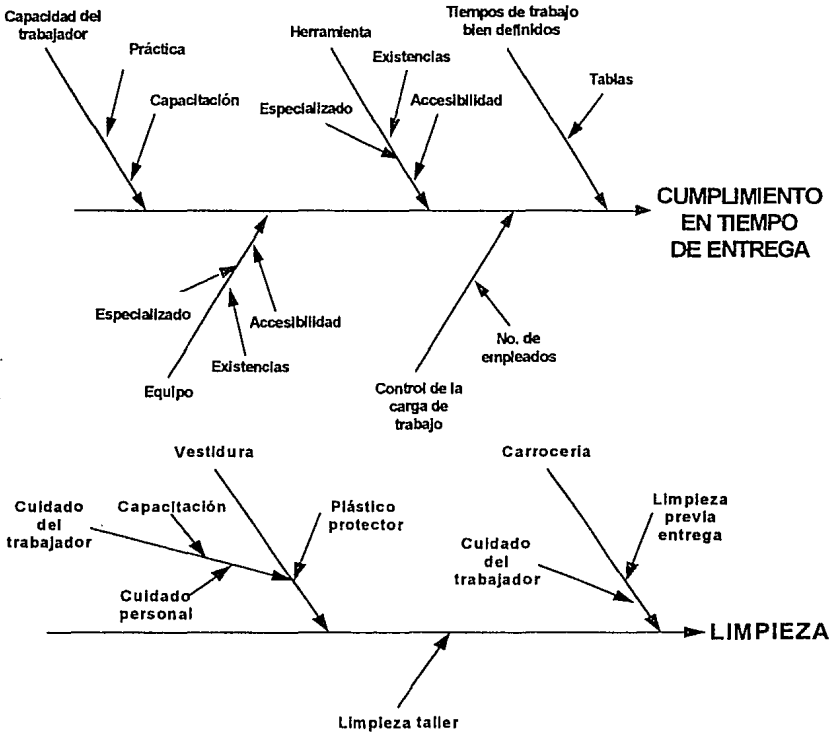 Capacidad del
trabajador
Práctica
Capacitación
Herramienta
Existencias
Especializado
Accesibilidad
Tiempos de trabajo
bien definidos
Tablas
CUMPLIMIENTO
EN TIEMPO
DE ENTREGA
Especializado
Accesibilidad
Existencias
Equipo
No. de
empleados
Control de la
carga de
trabajo
Vestidura
Cuidado
del
trabajador
Capacitación
Plástico
protector
Cuidado
personal
Carroceria
Limpieza
previa
entrega
Cuidado
del
trabajador
LIMPIEZA
Limpieza taller